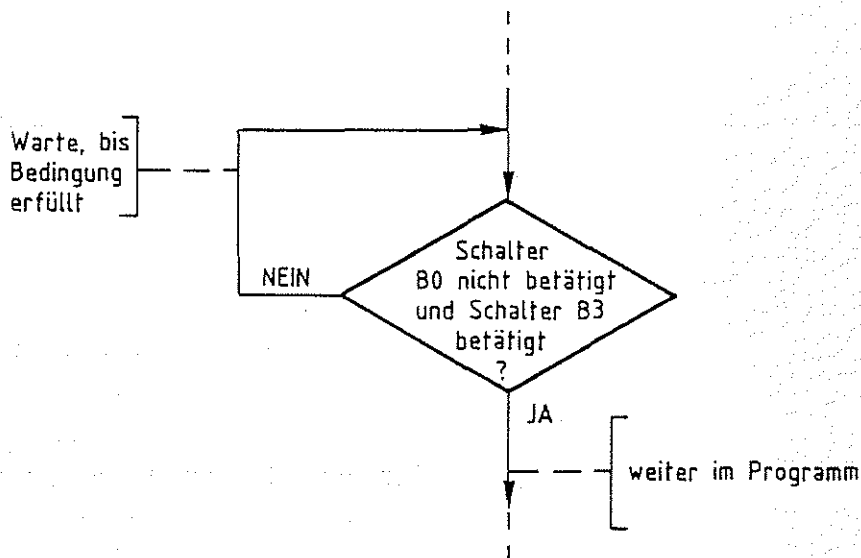 Warte, bis
Bedingung
erfüllt
NEIN
Schalter
B0 nicht betätigt
und Schalter B3
betätigt
?
JA
weiter im Programm